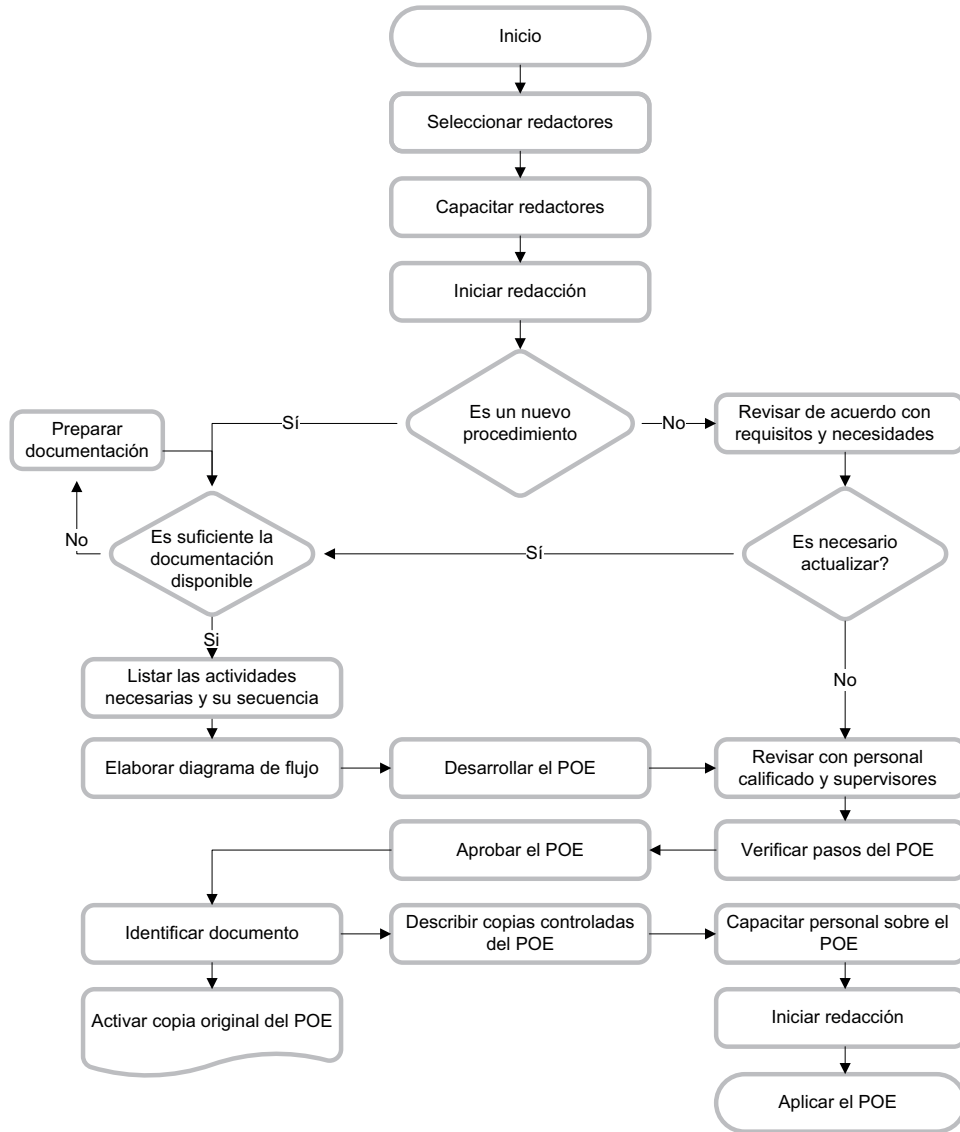 Inicio
Seleccionar redactores
Capacitar redactores
Iniciar redacción
Es un nuevo
procedimiento
Sí
No
Revisar de acuerdo con
requisitos y necesidades
Preparar
documentación
No
Es suficiente la
documentación
disponible
Sí
Es necesario
actualizar?
Si
No
Listar las actividades
necesarias y su secuencia
Elaborar diagrama de flujo
Desarrollar el POE
Revisar con personal
calificado y supervisores
Aprobar el POE
Verificar pasos del POE
Identificar documento
Describir copias controladas
del POE
Capacitar personal sobre el
POE
Activar copia original del POE
Iniciar redacción
Aplicar el POE